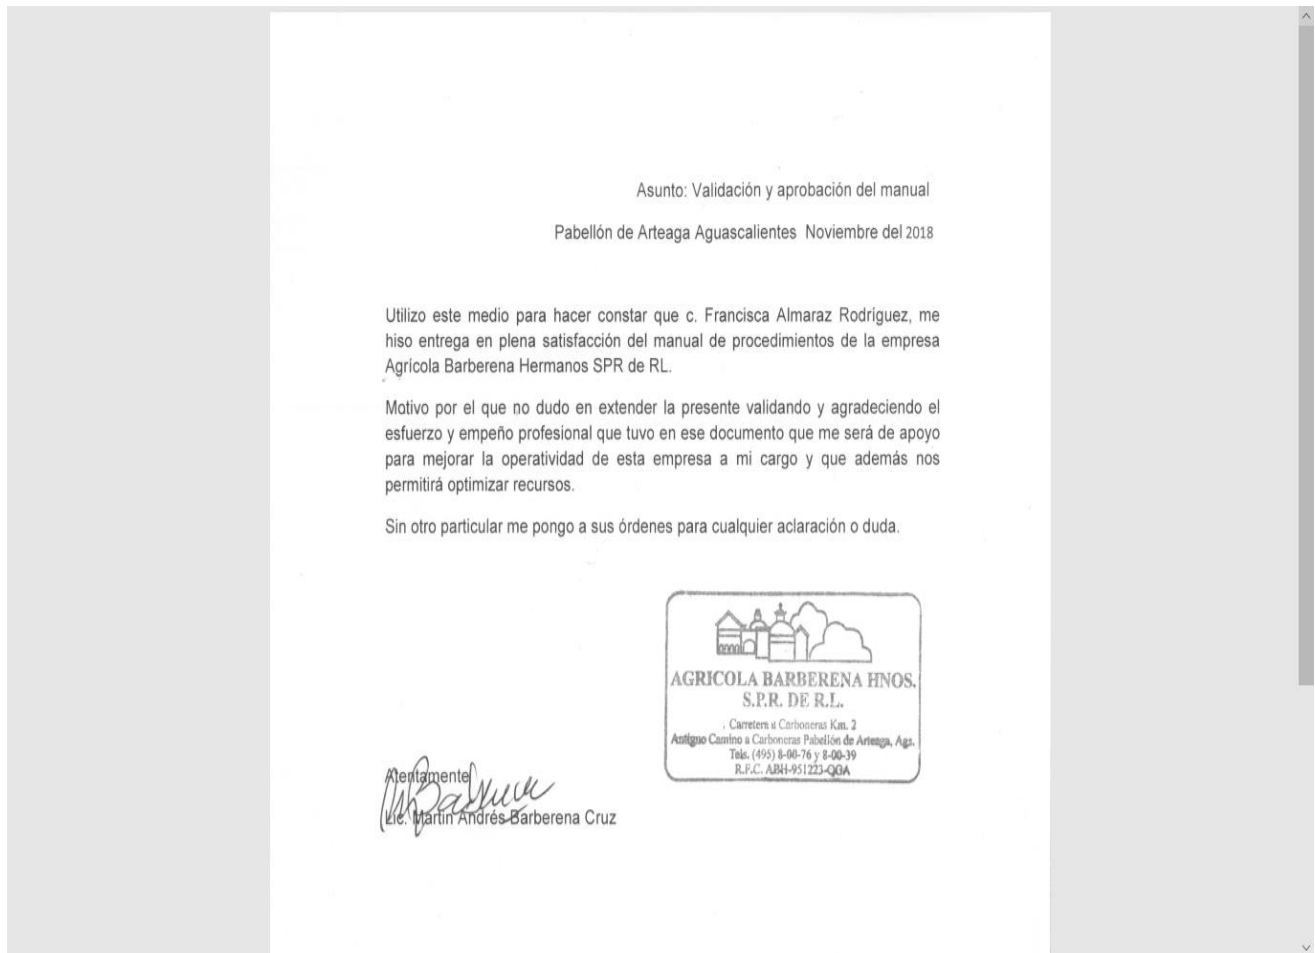 Asunto: Validación y aprobación del manual
Pabellón de Arteaga Aguascalientes Noviembre del 2018
Utilizo este medio para hacer constar que c. Francisca Almaraz Rodríguez, me
hiso entrega en plena satisfacción del manual de procedimientos de la empresa
Agrícola Barberena Hermanos SPR de RL.
Motivo por el que no dudo en extender la presente validando y agradeciendo el
esfuerzo y empeño profesional que tuvo en ese documento que me será de apoyo
para mejorar la operatividad de esta empresa a mi cargo y que además nos
permitirá optimizar recursos.
Sin otro particular me pongo a sus órdenes para cualquier aclaración o duda.
AGRICOLA BARBERENA HNOS.
S.P.R. DE R.L.
Carretera a Carboneras Km. 2
Antiguo Camino a Carboneras Pabellón de Arteaga, Ags.
Tels. (495) 8-00-76 y 8-00-39
R.F.C. ABH-951223-QGA
Atentamente
Lic. Martín Andrés Barberena Cruz